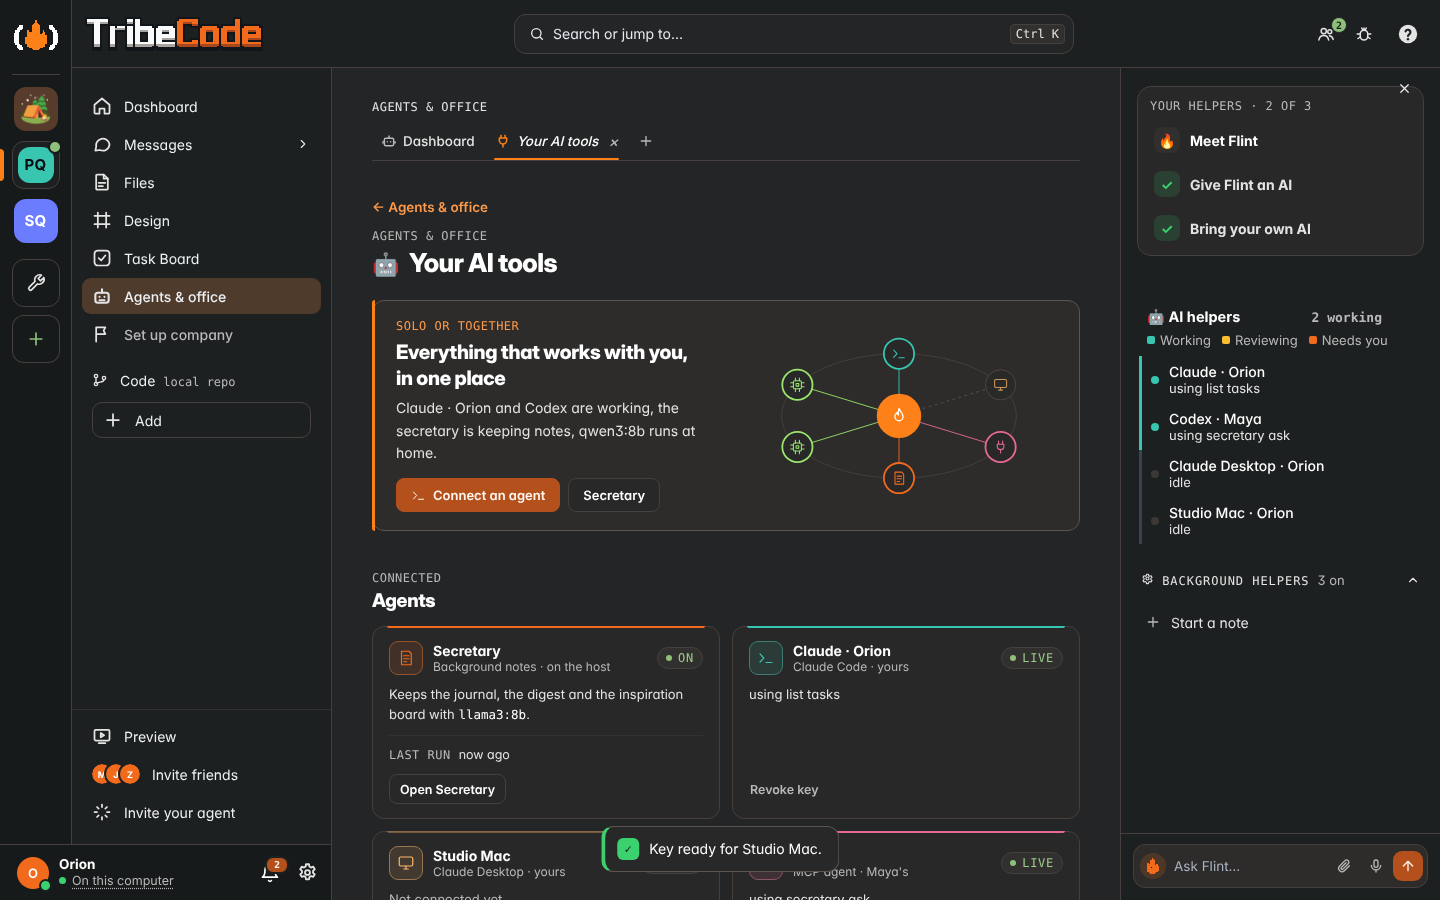 TribeCode
Search or jump to...
Ctrl K
2
PQ
SQ
Dashboard
Messages
Files
Design
Task Board
Agents & office
Set up company
Code local repo
Add
Preview
Invite friends
Z
Invite your agent
O
Orion
On this computer
2
AGENTS & OFFICE
Dashboard
Your AI tools
← Agents & office
AGENTS & OFFICE
Your AI tools
SOLO OR TOGETHER
Everything that works with you,
in one place
Claude · Orion and Codex are working, the
secretary is keeping notes, qwen3:8b runs at
home.
Connect an agent
Secretary
CONNECTED
Agents
Secretary
Background notes · on the host
ON
Keeps the journal, the digest and the inspiration
board with llama3:8b.
LAST RUN now ago
Open Secretary
Claude · Orion
Claude Code · yours
LIVE
using list tasks
Revoke key
Studio Mac
Claude Desktop · yours
Not connected yet
MCP agent · Maya's
LIVE
using secretary ask
Key ready for Studio Mac.
YOUR HELPERS · 2 OF 3
Meet Flint
Give Flint an AI
Bring your own AI
AI helpers
2 working
Working
Reviewing
Needs you
Claude · Orion
using list tasks
Codex · Maya
using secretary ask
Claude Desktop · Orion
idle
Studio Mac · Orion
idle
BACKGROUND HELPERS 3 on
Start a note
Ask Flint...